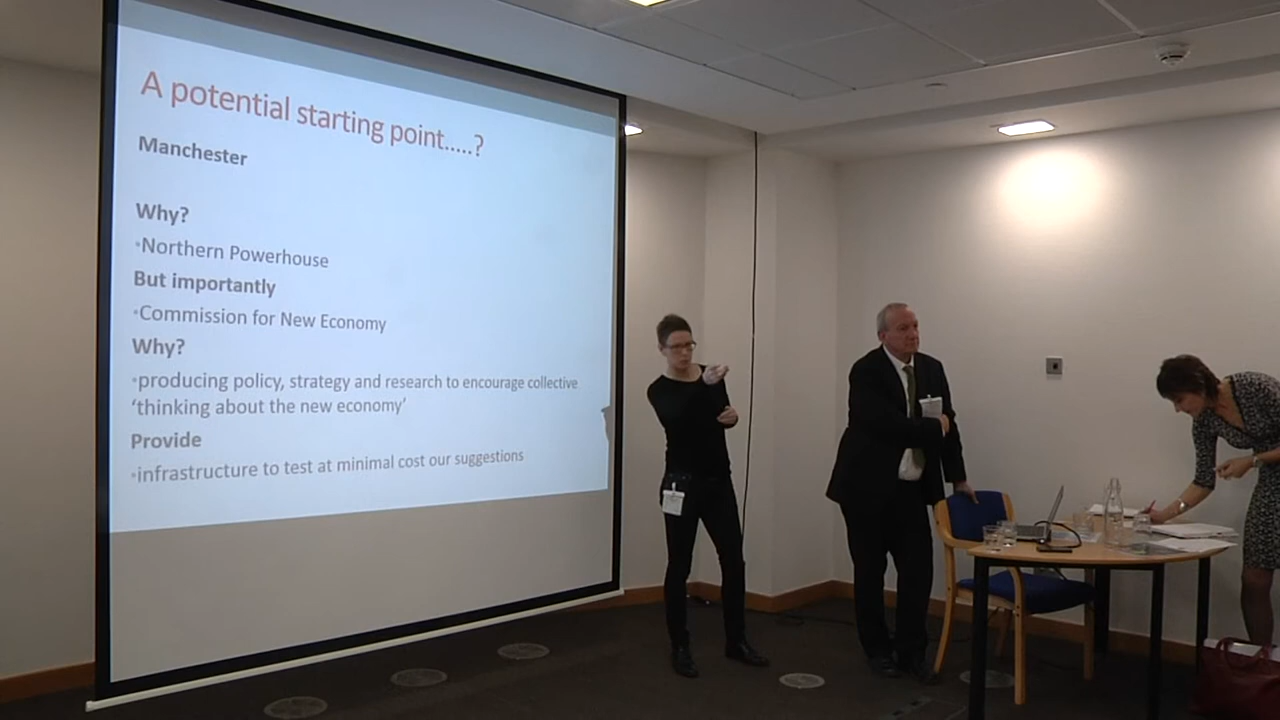 A potential starting point.....?
Manchester
Why?
•Northern Powerhouse
But importantly
•Commission for New Economy
Why?
•producing policy, strategy and research to encourage collective
‘thinking about the new economy’
Provide
•infrastructure to test at minimal cost our suggestions